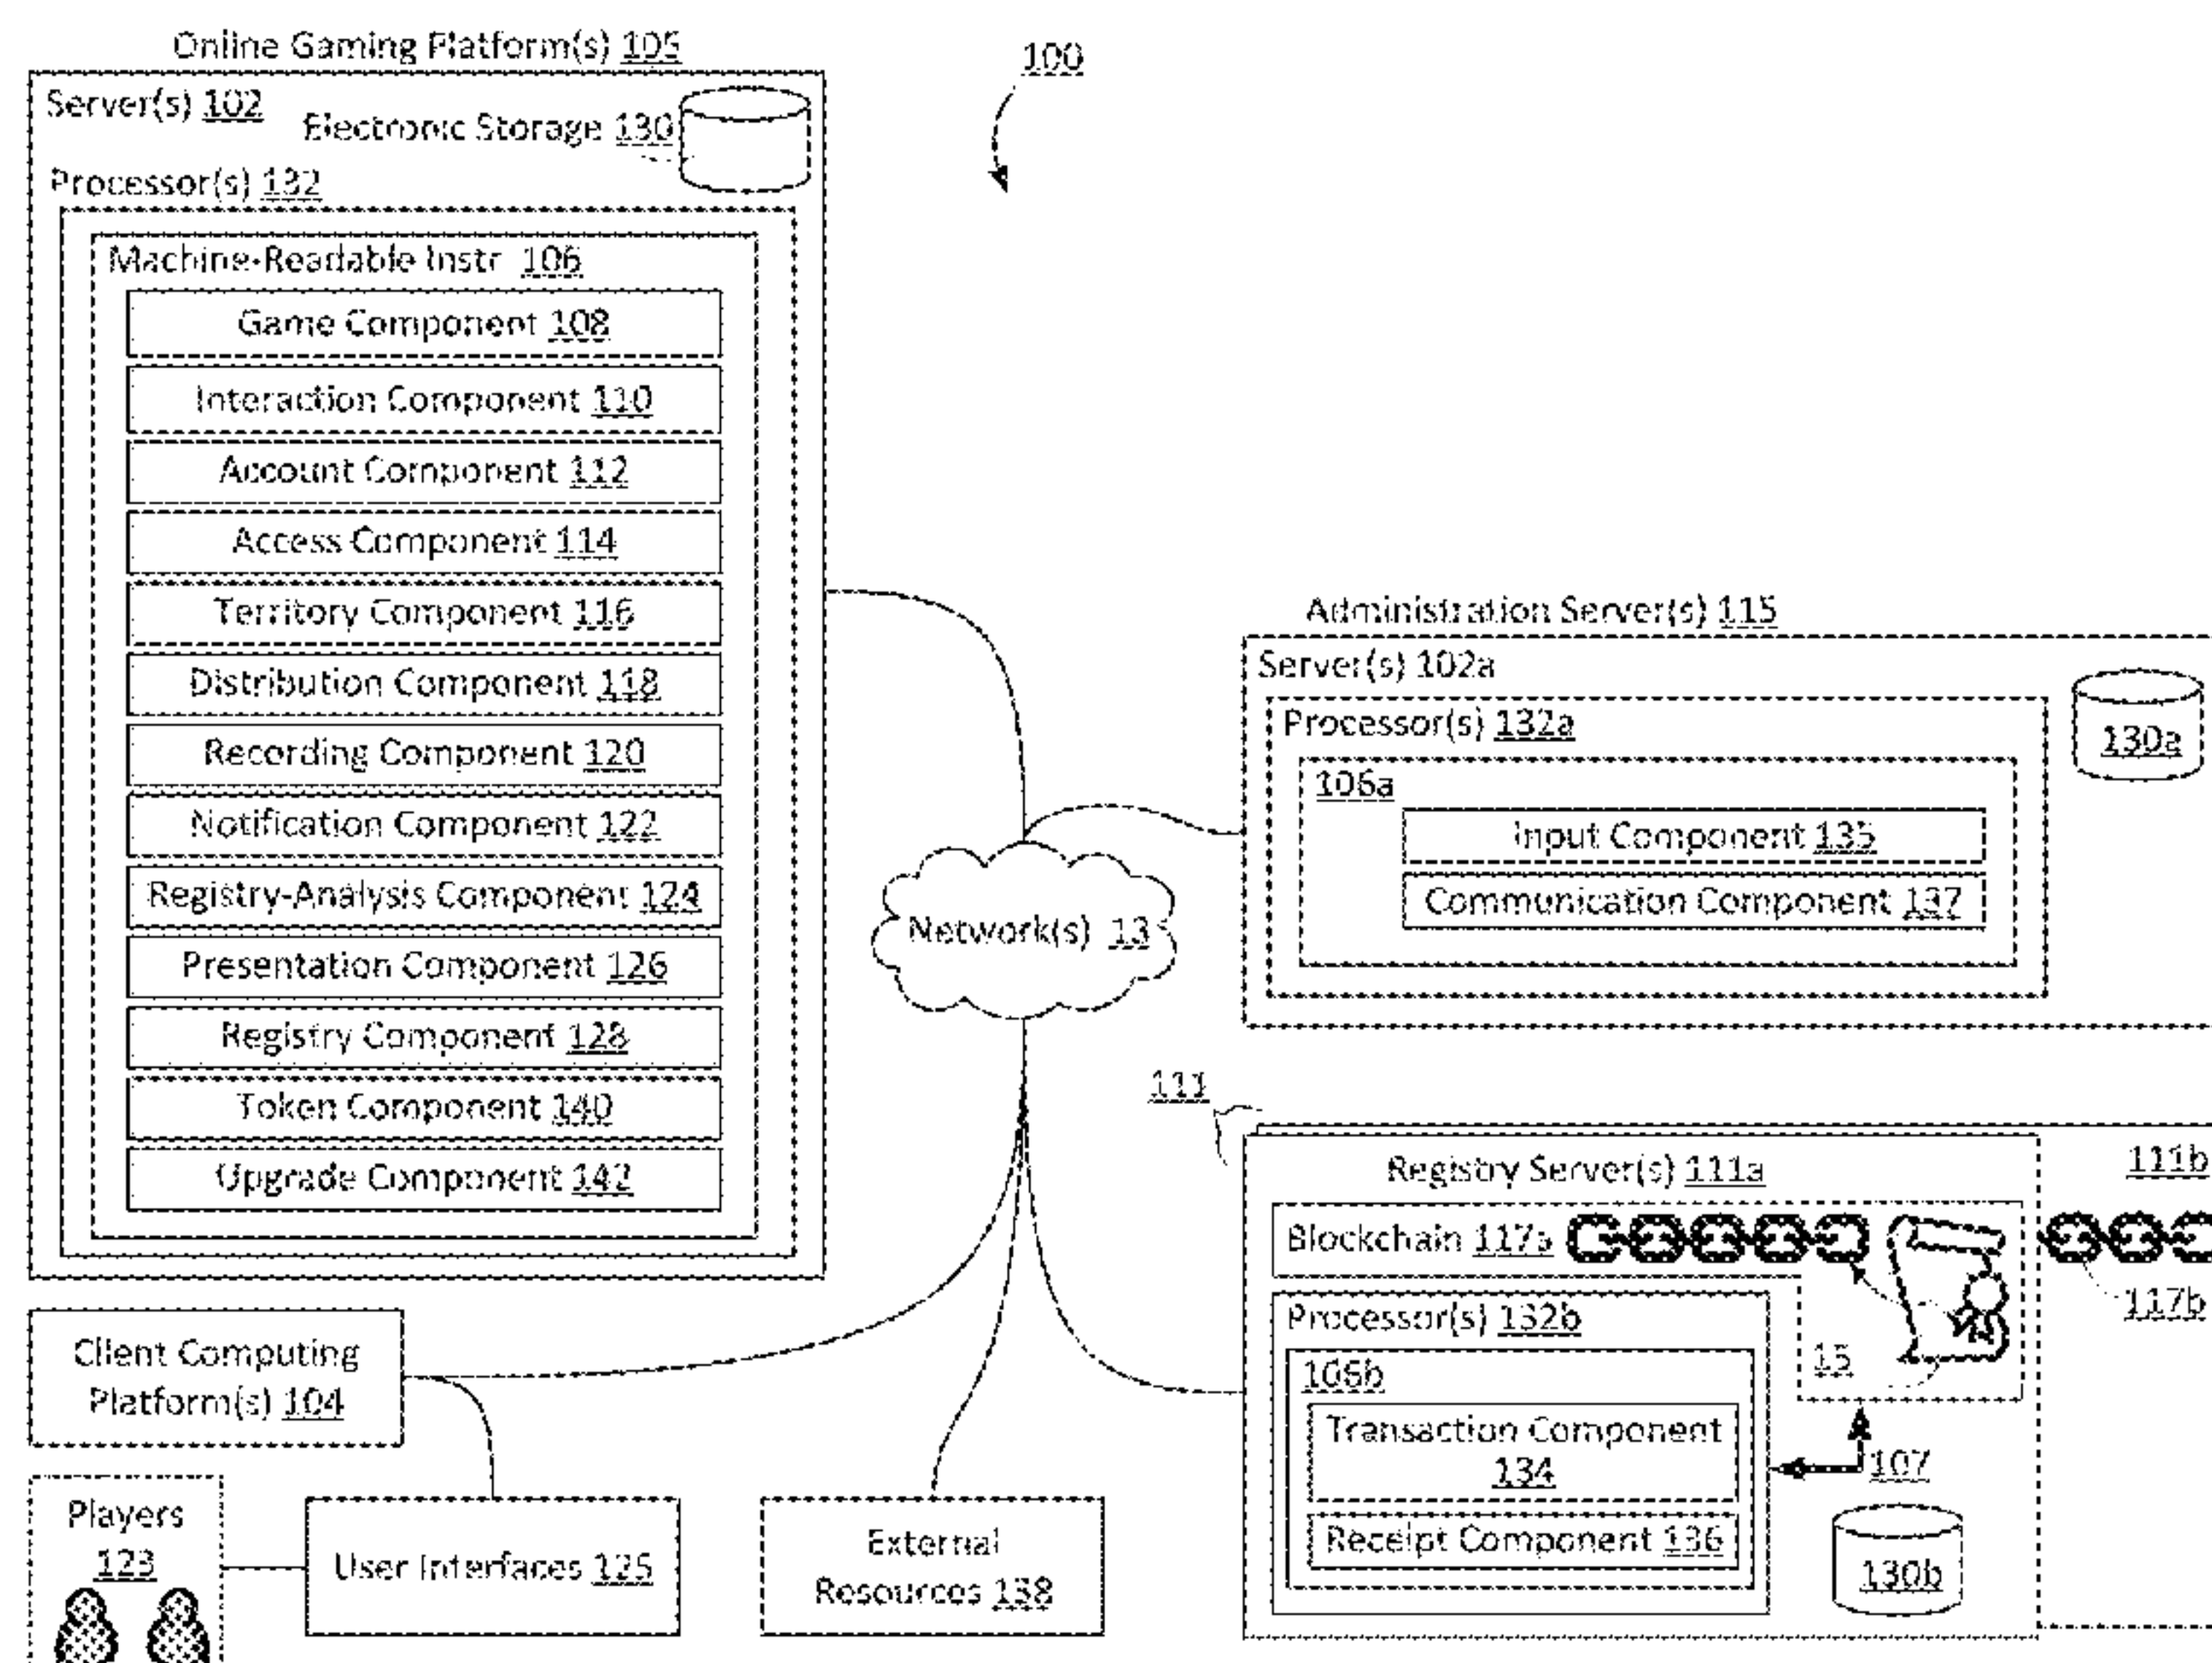 Online Gaming Platform(s) 105
100
Server(s) 102
Electronic Storage 130
Processor(s) 132
Machine-Readable Instr 106
Game Component 108
Interaction Component 110
Account Component 112
Access Component 114
Territory Component 116
Distribution Component 118
Recording Component 120
Notification Component 122
Registry-Analysis Component 124
Presentation Component 126
Registry Component 128
Token Component 140
Upgrade Component 142
Network(s) 13
Administration Server(s) 115
Server(s) 102a
Processor(s) 132a
130a
106a
Input Component 135
Communication Component 137
111
Registry Server(s) 111a
111b
Blockchain 117a
117b
Processor(s) 132b
15
106b
Transaction Component
134
107
Receipt Component 136
130b
Client Computing
Platform(s) 104
Players
123
User Interfaces 125
External
Resources 138